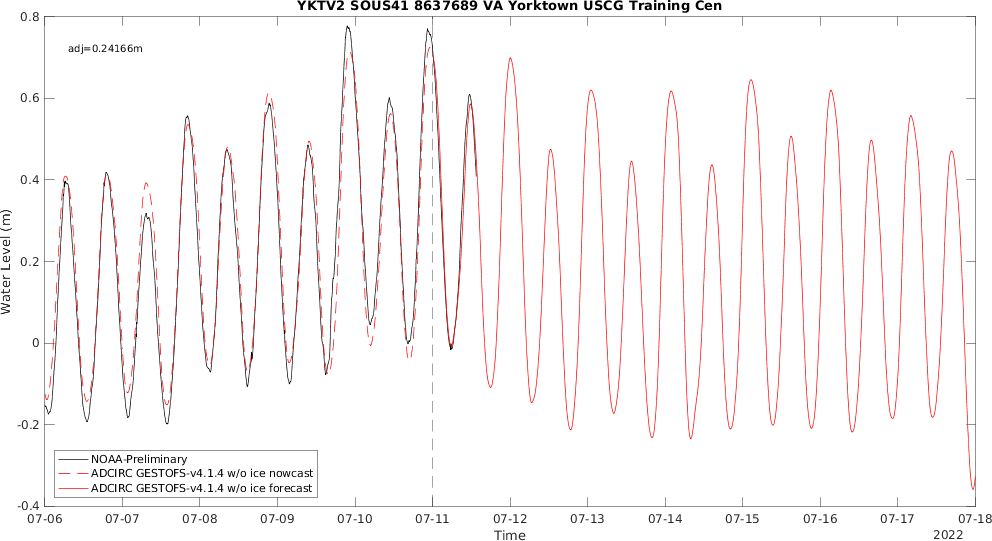 YKTV2 SOUS41 8637689 VA Yorktown USCG Training Cen
adj=0.24166m
0.8
0.6
0.4
0.2
0
-0.2
-0.4
Water Level (m)
NOAA-Preliminary
ADCIRC GESTOFS-v4.1.4 w/o ice nowcast
ADCIRC GESTOFS-v4.1.4 w/o ice forecast
07-06 07-07 07-08 07-09 07-10 07-11 07-12 07-13 07-14 07-15 07-16 07-17 07-18
Time
2022